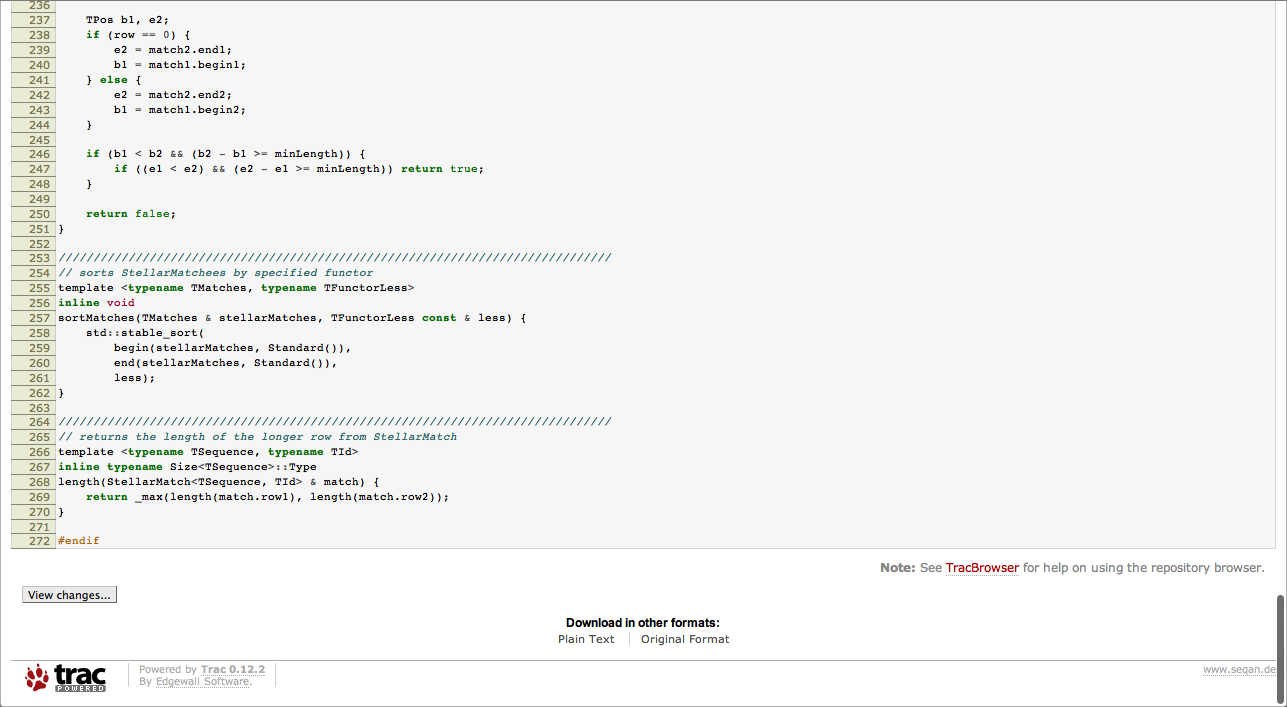 236
237 TPos b1, e2;
238 if (row == 0) {
239 e2 = match2.end1;
240 b1 = match1.begin1;
241 } else {
242 e2 = match2.end2;
243 b1 = match1.begin2;
244 }
245
246 if (b1 < b2 && (b2 - b1 >= minLength)) {
247 if ((e1 < e2) && (e2 - e1 >= minLength)) return true;
248 }
249
250 return false;
251 }
252
253 ///////////////////////////////////////////////////////////////////////////////
254 // sorts StellarMatchees by specified functor
255 template <typename TMatches, typename TFunctorLess>
256 inline void
257 sortMatches(TMatches & stellarMatches, TFunctorLess const & less) {
258 std::stable_sort(
259 begin(stellarMatches, Standard()),
260 end(stellarMatches, Standard()),
261 less);
262 }
263
264 ///////////////////////////////////////////////////////////////////////////////
265 // returns the length of the longer row from StellarMatch
266 template <typename TSequence, typename TId>
267 inline typename Size<TSequence>::Type
268 length(StellarMatch<TSequence, TId> & match) {
269 return _max(length(match.row1), length(match.row2));
270 }
271
272 #endif
Note: See TracBrowser for help on using the repository browser.
View changes...
Download in other formats:
Plain Text Original Format
trac POWERED
Powered by Trac 0.12.2
By Edgewall Software.
www.seqan.de